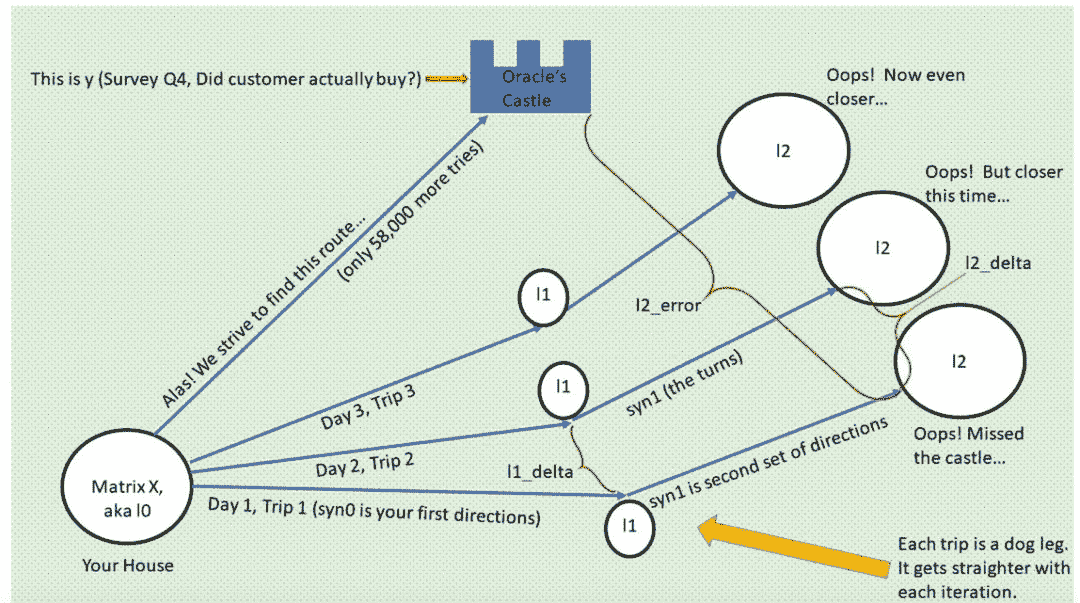 This is y (Survey Q4, Did customer actually buy?)
Oracle's
Castle
Oops! Now even
closer...
l2
Oops! But closer
this time...
l2
l2_delta
Alas! We strive to find this route...
(only 58,000 more tries)
l1
l2_error
l2
Day 3, Trip 3
l1
syn1 (the turns)
Oops! Missed
the castle...
Day 2, Trip 2
l1_delta
syn1 is second set of directions
Matrix X,
aka l0
Day 1, Trip 1 (syn0 is your first directions)
l1
Your House
Each trip is a dog leg.
It gets straighter with
each iteration.